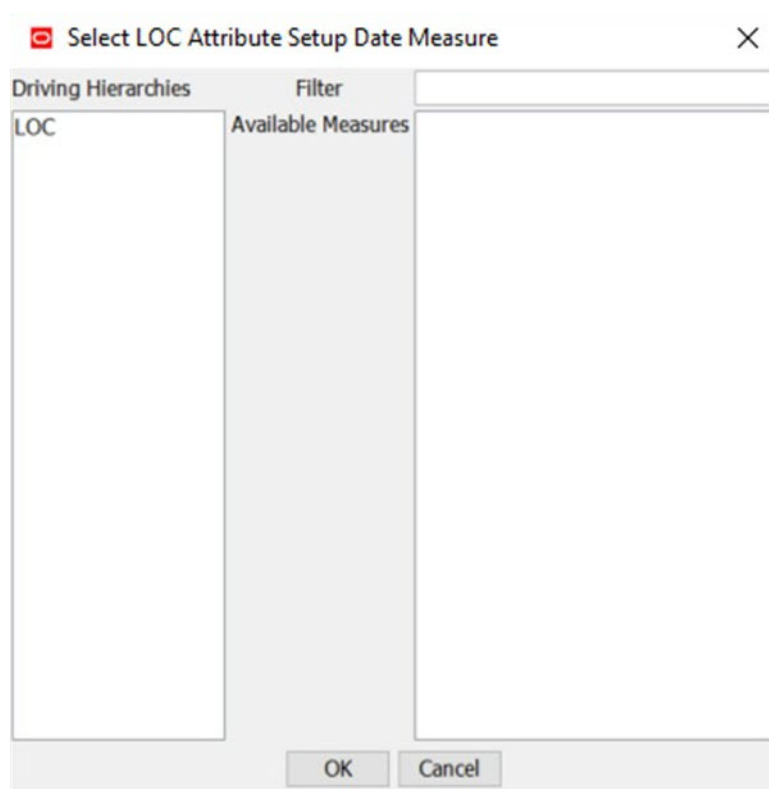 Select LOC Attribute Setup Date Measure
Driving Hierarchies Filter
LOC Available Measures
OK Cancel